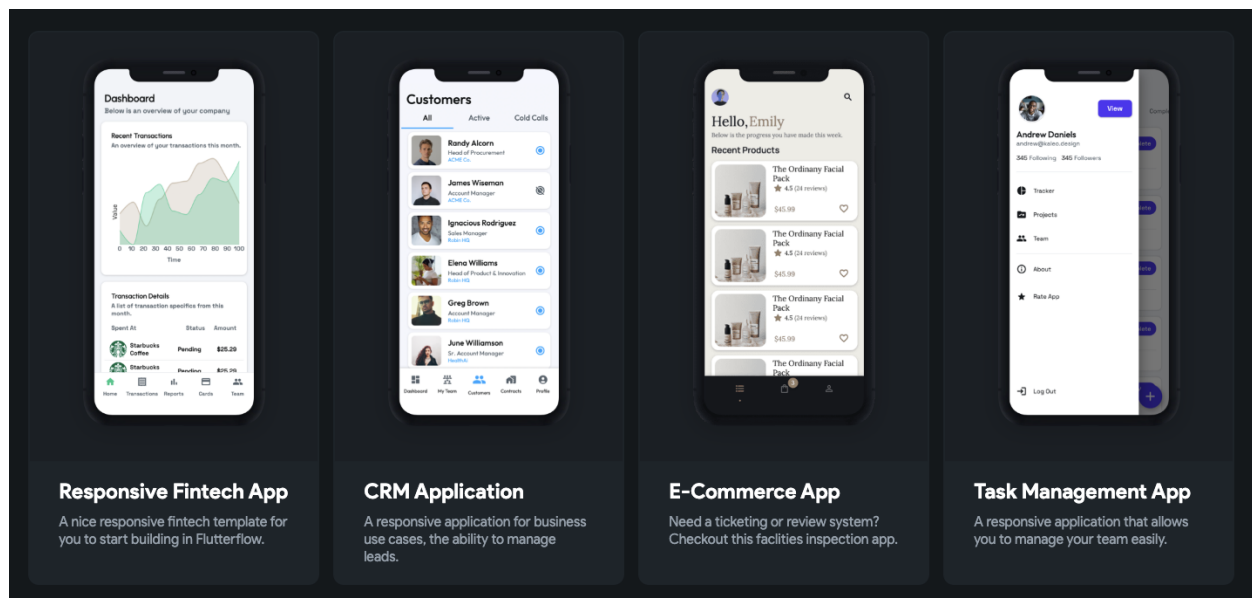 Dashboard
Below is an overview of your company
Recent Transactions
An overview of your transactions this month.
Value
0 10 20 30 40 50 60 70 80 90 100
Time
Transaction Details
A list of transaction specifics from this
month.
Spent At Status Amount
Starbucks
Coffee
Pending $25.29
Starbucks
Pending $25.29
Home Transactions Reports Cards Team
Responsive Fintech App
A nice responsive fintech template for
you to start building in Flutterflow.
Customers
All Active Cold Calls
Randy Alcorn
Head of Procurement
ACME Co.
James Wiseman
Account Manager
ACME Co.
Ignacious Rodriguez
Sales Manager
Robin HQ
Elena Williams
Head of Product & Innovation
Robin HQ
Greg Brown
Account Manager
Robin HQ
June Williamson
Sr. Account Manager
HealthAi
Dashboard My Team Customers Contracts Profile
CRM Application
A responsive application for business
use cases, the ability to manage
leads.
Hello, Emily
Below is the progress you have made this week.
Recent Products
The Ordinany Facial
Pack
4.5 (24 reviews)
$45.99
The Ordinany Facial
Pack
4.5 (24 reviews)
$45.99
The Ordinany Facial
Pack
4.5 (24 reviews)
$45.99
The Ordinany Facial
Pack
3
E-Commerce App
Need a ticketing or review system?
Checkout this faclities inspection app.
View
Andrew Daniels
andrew@kateo.design
345 Following 345 Followers
Tracker
Projects
Team
About
Rate App
Log Out
Task Management App
A responsive application that allows
you to manage your team easily.